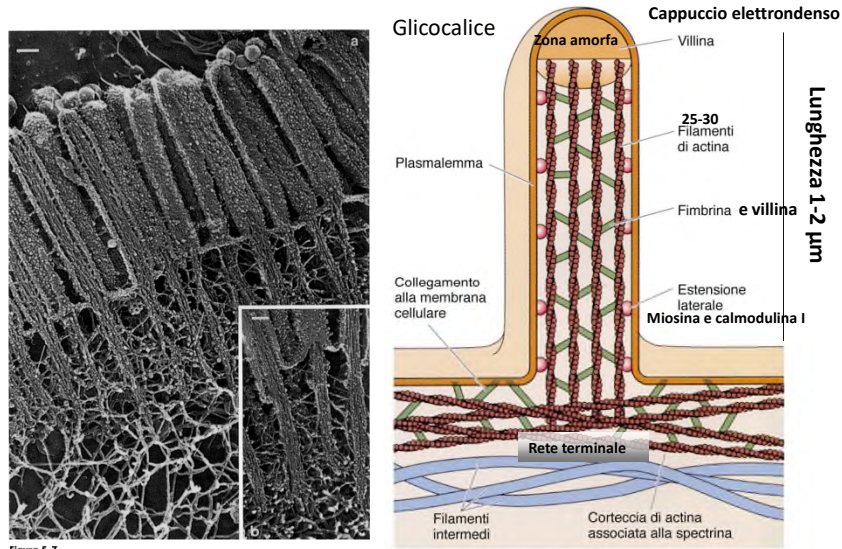 a
b
Figure 5-7
Glicocalice
Cappuccio elettrondenso
Zona amorfa
Villina
25-30
Filamenti
di actina
Plasmalemma
Fimbrina e villina
Lunghezza 1-2 µm
Collegamento
alla membrana
cellulare
Estensione
laterale
Miosina e calmodulina I
Rete terminale
Filamenti
intermedi
Corteccia di actina
associata alla spectrina